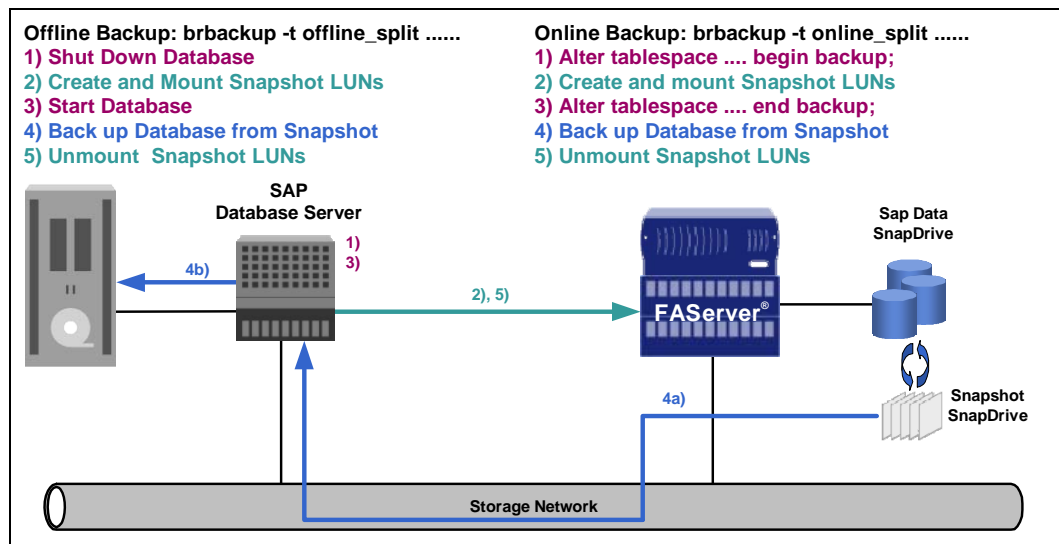 Offline Backup: brbackup -t offline_split ......
1) Shut Down Database
2) Create and Mount Snapshot LUNs
3) Start Database
4) Back up Database from Snapshot
5) Unmount Snapshot LUNs
Online Backup: brbackup -t online_split ......
1) Alter tablespace .... begin backup;
2) Create and mount Snapshot LUNs
3) Alter tablespace .... end backup;
4) Back up Database from Snapshot
5) Unmount Snapshot LUNs
SAP
Database Server
1)
3)
4b)
2), 5)
FAServer®
Sap Data
SnapDrive
4a)
Snapshot
SnapDrive
Storage Network